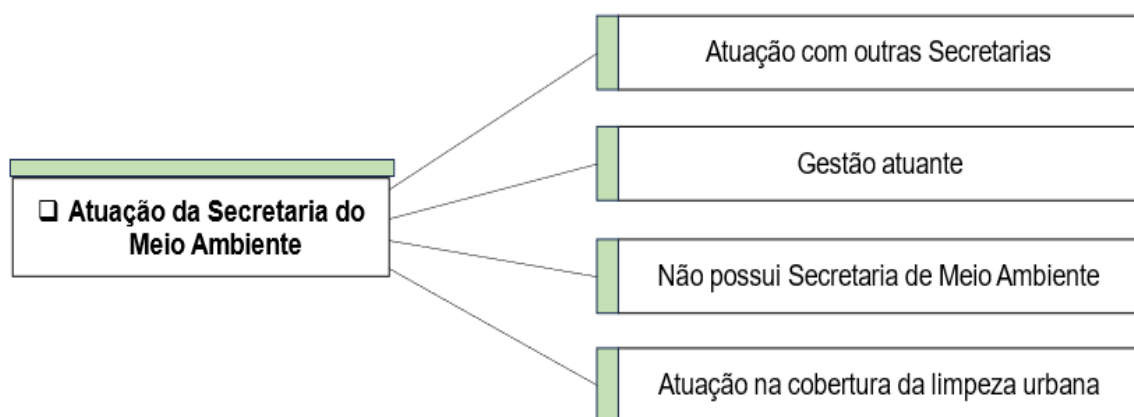 Atuação com outras Secretarias
Gestão atuante
❑ Atuação da Secretaria do
Meio Ambiente
Não possui Secretaria de Meio Ambiente
Atuação na cobertura da limpeza urbana